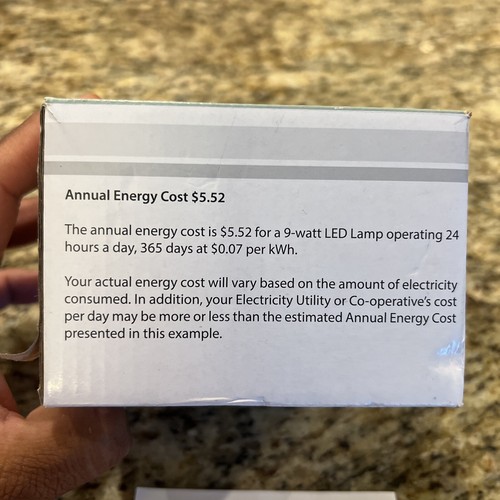 Annual Energy Cost $5.52
The annual energy cost is $5.52 for a 9-watt LED Lamp operating 24
hours a day, 365 days at $0.07 per kWh.
Your actual energy cost will vary based on the amount of electricity
consumed. In addition, your Electricity Utility or Co-operative's cost
per day may be more or less than the estimated Annual Energy Cost
presented in this example.